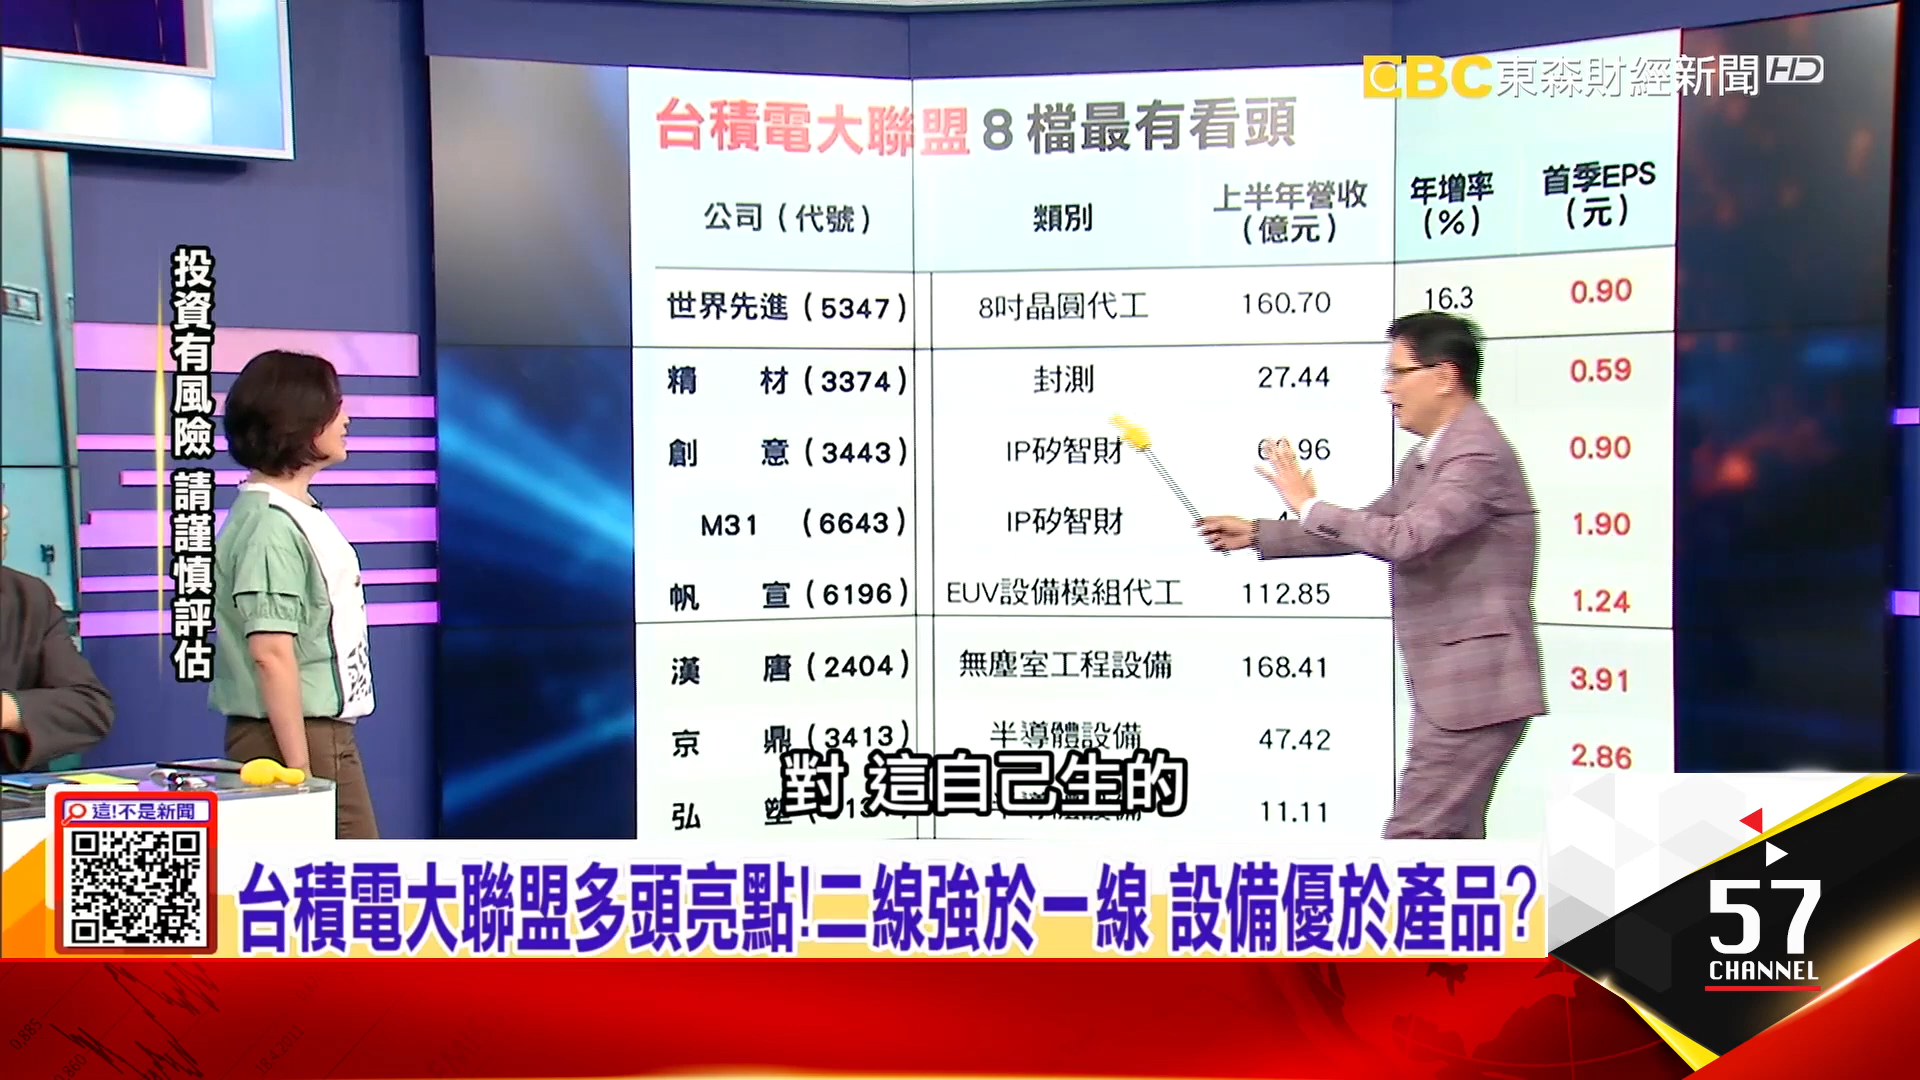 EBC 東森財經新聞 HD
台積電大聯盟 8 檔最有看頭
公司（代號） 類別 上半年營收（億元） 年增率（%） 首季EPS（元）
世界先進（5347） 8吋晶圓代工 160.70 16.3 0.90
精材（3374） 封測 27.44 0.59
創意（3443） IP矽智財 .96 0.90
M31（6643） IP矽智財 1.90
帆宣（6196） EUV設備模組代工 112.85 1.24
漢唐（2404） 無塵室工程設備 168.41 3.91
京鼎（3413） 半導體設備 47.42 2.86
弘塑 11.11
投資有風險 請謹慎評估
對 這自己生的
這!不是新聞
台積電大聯盟多頭亮點!二線強於一線 設備優於產品?
57
CHANNEL